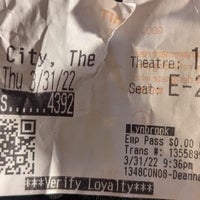 City, The
Theatre: 1
Thu 3/31/22
Seat: E-2
S......4392
Lynbrook
Emp Pass $0.00
Trans #: 1355889
3/31/22 9:36pm
1348CON08-Deanna
***Verify Loyalty***